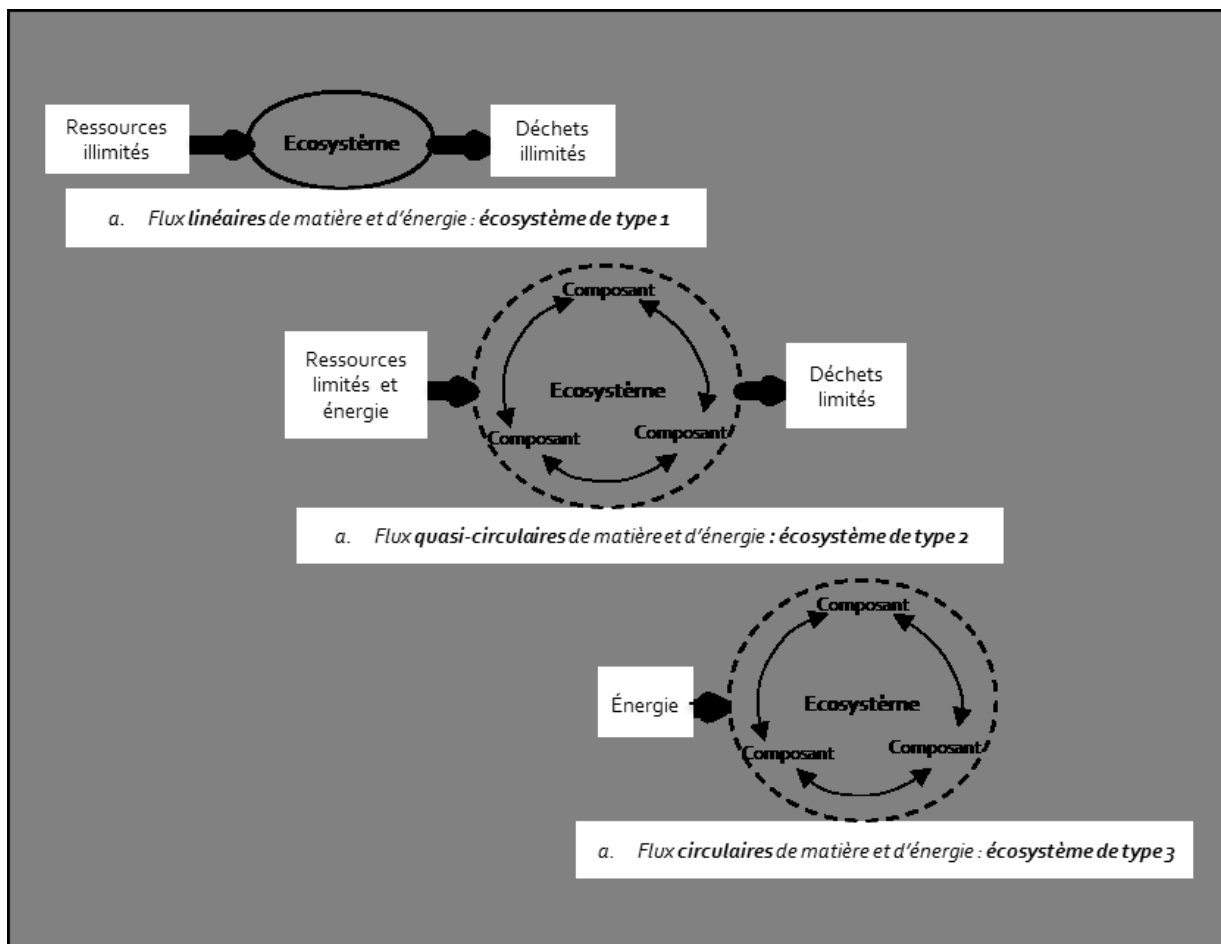 Ressources
illimités
Ecosystème
Déchets
illimités
a. Flux linéaires de matière et d'énergie : écosystème de type 1
Composant
Ressources
limités et
énergie
Ecosystème
Déchets
limités
Composant
Composant
a. Flux quasi-circulaires de matière et d'énergie : écosystème de type 2
Composant
Énergie
Ecosystème
Composant
Composant
a. Flux circulaires de matière et d'énergie : écosystème de type 3